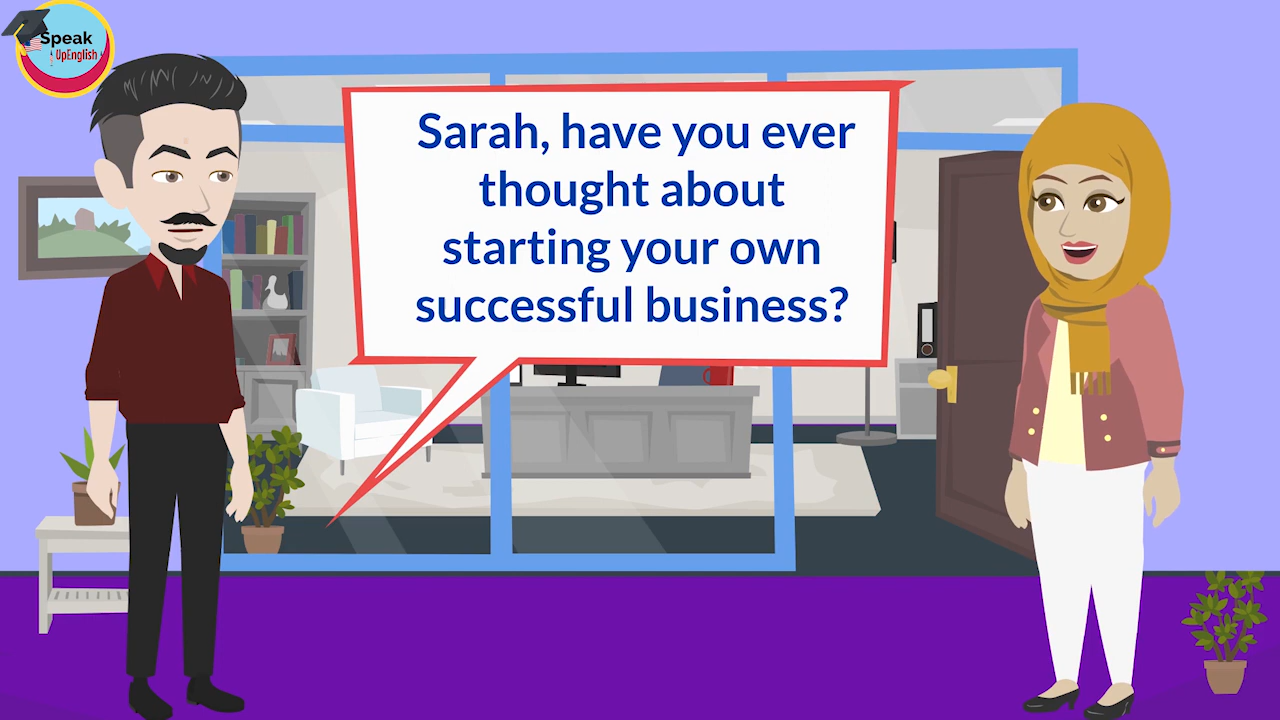 Speak
UpEnglish
Sarah, have you ever
thought about
starting your own
successful business?